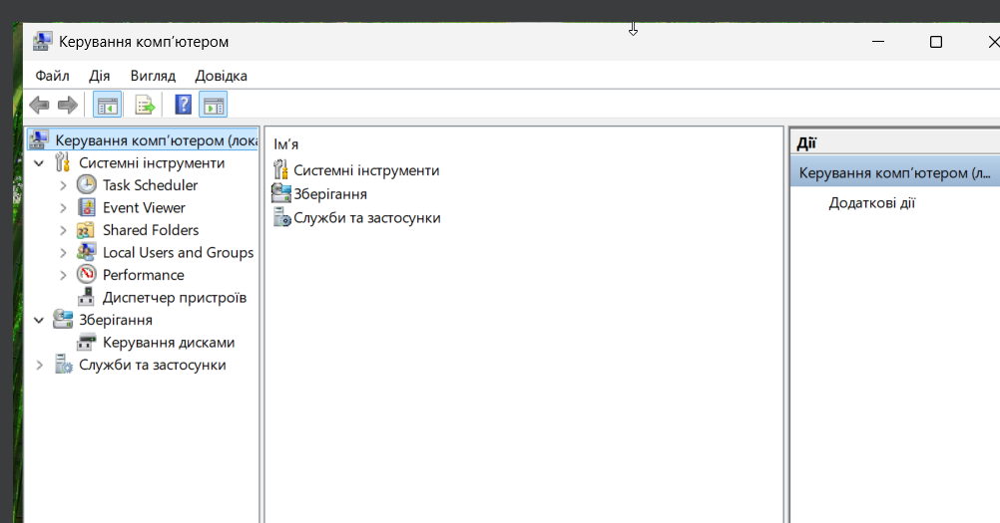 Керування комп’ютером
Файл Дія Вигляд Довідка
Керування комп’ютером (лока
Системні інструменти
Task Scheduler
Event Viewer
Shared Folders
Local Users and Groups
Performance
Диспетчер пристроїв
Зберігання
Керування дисками
Служби та застосунки
Ім’я
Системні інструменти
Зберігання
Служби та застосунки
Дії
Керування комп’ютером (л...
Додаткові дії